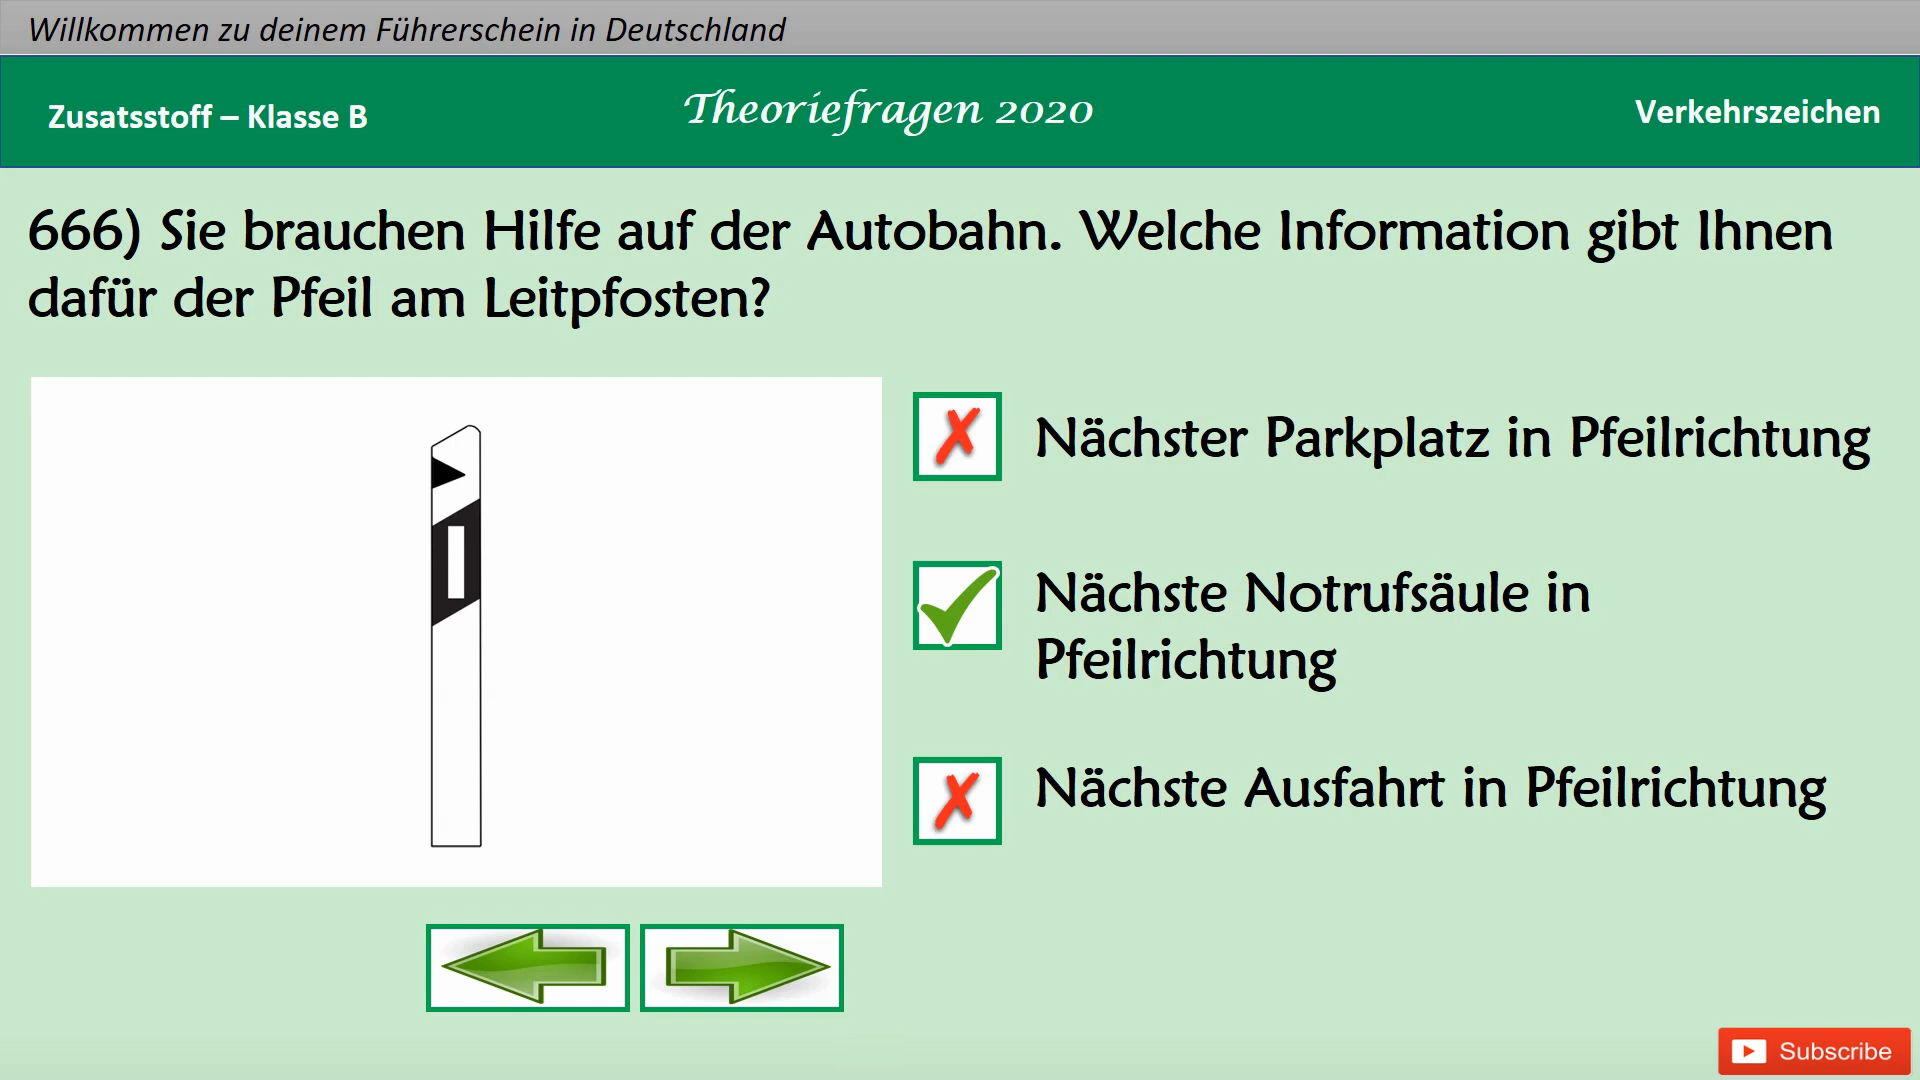 Willkommen zu deinem Führerschein in Deutschland
Zusatsstoff – Klasse B
Theoriefragen 2020
Verkehrszeichen
666) Sie brauchen Hilfe auf der Autobahn. Welche Information gibt Ihnen
dafür der Pfeil am Leitpfosten?
Nächster Parkplatz in Pfeilrichtung
Nächste Notrufsäule in
Pfeilrichtung
Nächste Ausfahrt in Pfeilrichtung
Subscribe